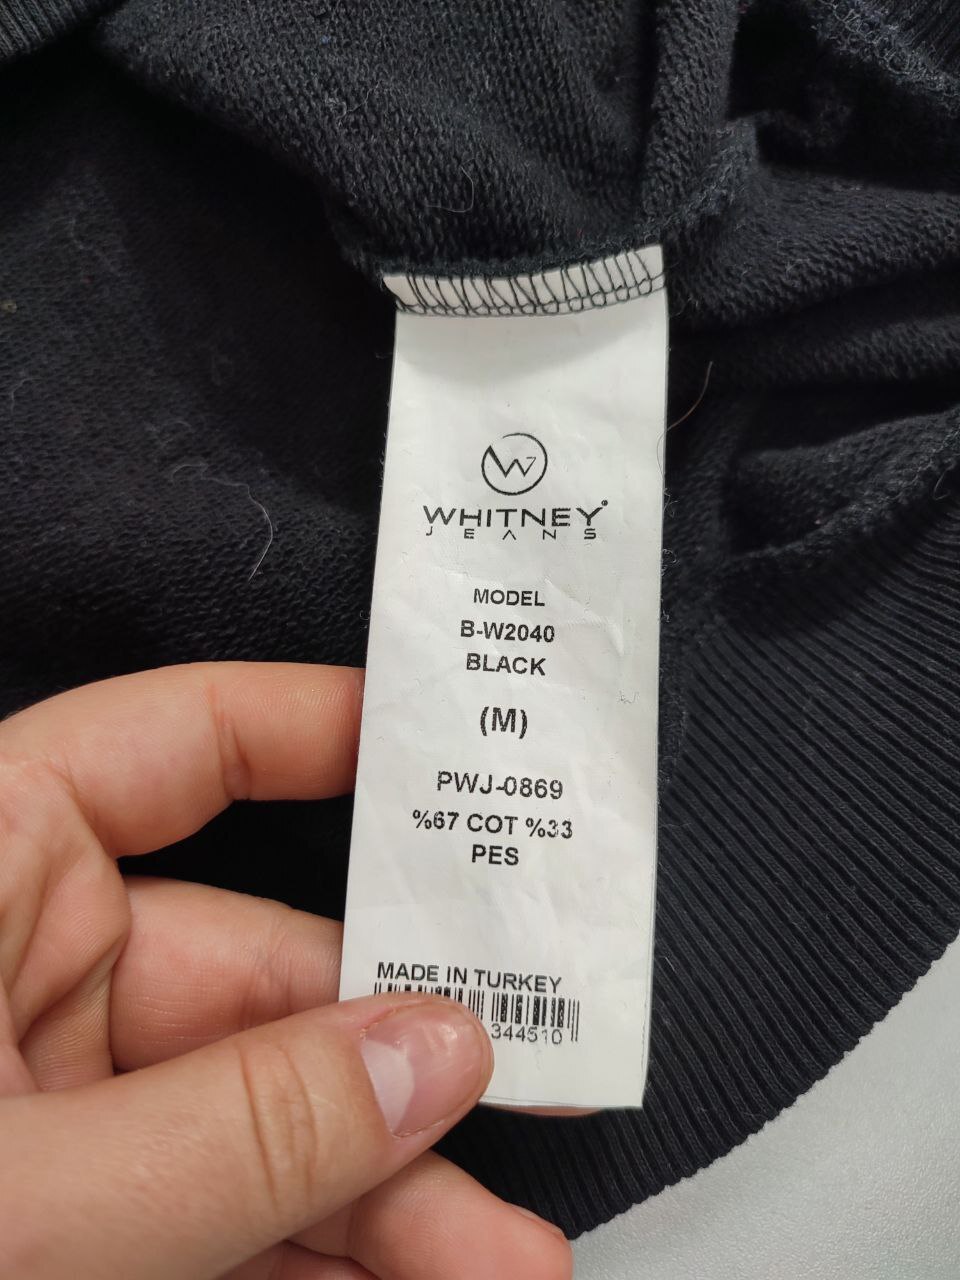 W
WHITNEY®
JEANS
MODEL
B-W2040
BLACK
(M)
PWJ-0869
%67 COT %33
PES
MADE IN TURKEY
344510